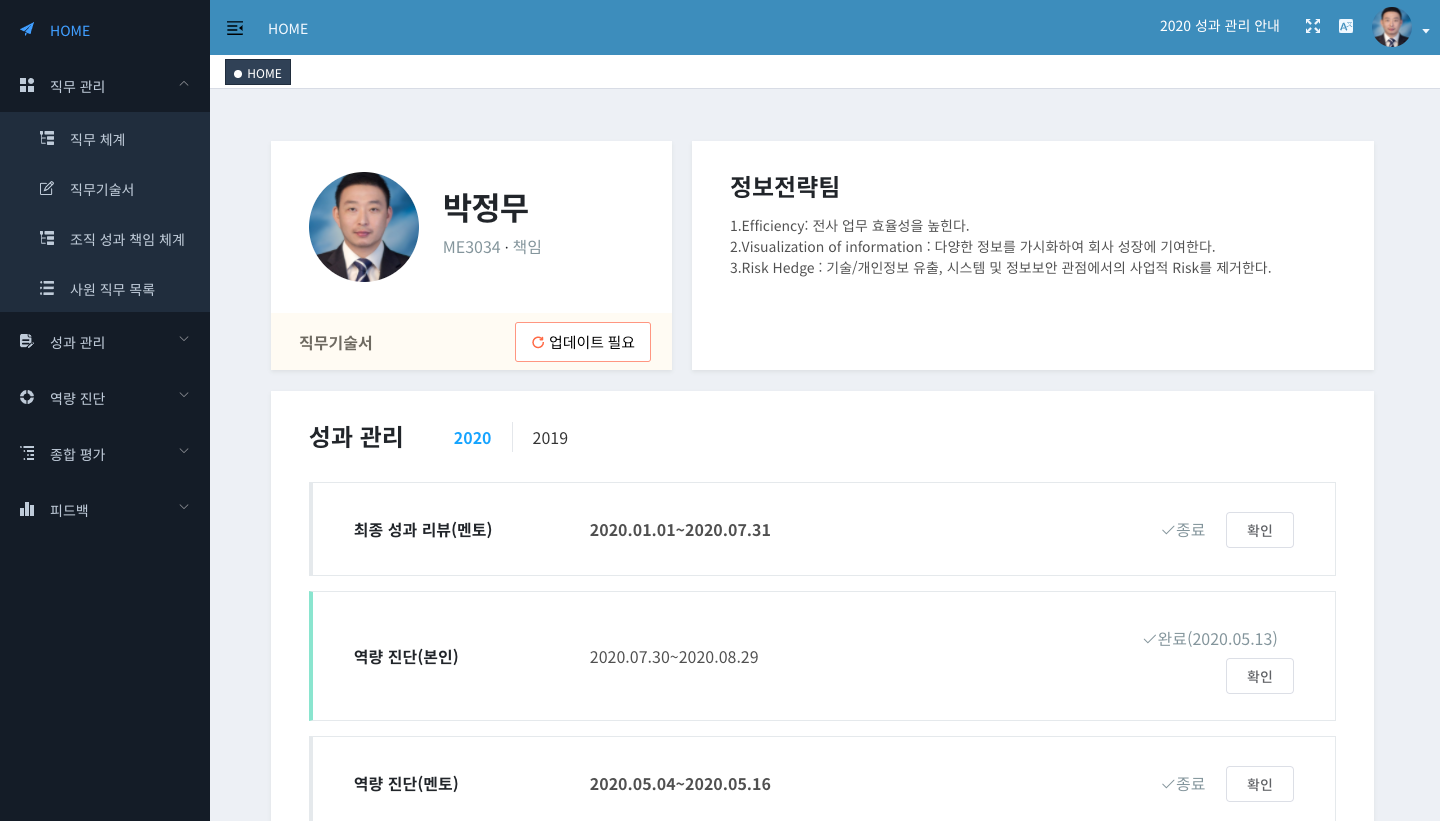 HOME
직무 관리
직무 체계
직무기술서
조직 성과 책임 체계
사원 직무 목록
성과 관리
역량 진단
종합 평가
피드백
HOME
2020 성과 관리 안내
HOME
박정무
ME3034 · 책임
직무기술서
업데이트 필요
정보전략팀
1.Efficiency: 전사 업무 효율성을 높힌다.
2.Visualization of information : 다양한 정보를 가시화하여 회사 성장에 기여한다.
3.Risk Hedge : 기술/개인정보 유출, 시스템 및 정보보안 관점에서의 사업적 Risk를 제거한다.
성과 관리 2020 2019
최종 성과 리뷰(멘토) 2020.01.01~2020.07.31 종료 확인
역량 진단(본인) 2020.07.30~2020.08.29 완료(2020.05.13)
확인
역량 진단(멘토) 2020.05.04~2020.05.16 종료 확인